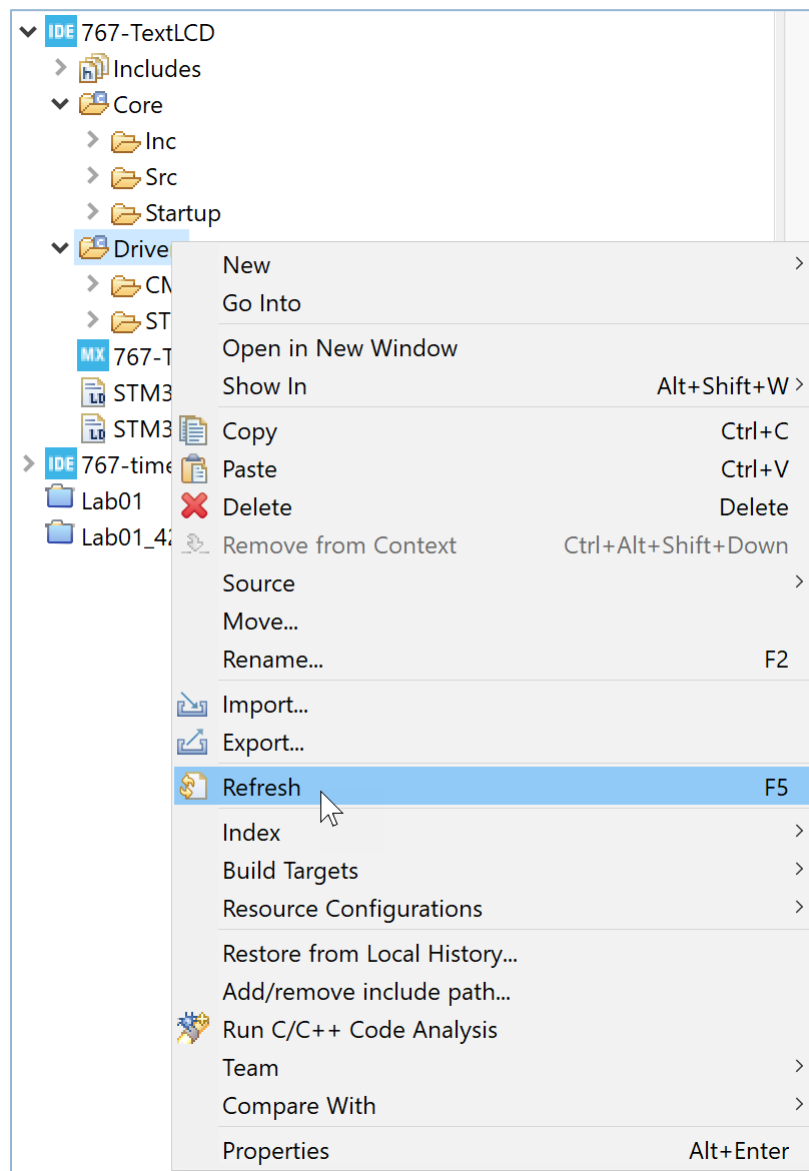 IDE 767-TextLCD
Includes
Core
Inc
Src
Startup
Drive
CM
ST
MX 767-T
STM3
STM3
IDE 767-time
Lab01
Lab01_42
New
Go Into
Open in New Window
Show In Alt+Shift+W
Copy Ctrl+C
Paste Ctrl+V
Delete Delete
Remove from Context Ctrl+Alt+Shift+Down
Source
Move...
Rename... F2
Import...
Export...
Refresh F5
Index
Build Targets
Resource Configurations
Restore from Local History...
Add/remove include path...
Run C/C++ Code Analysis
Team
Compare With
Properties Alt+Enter